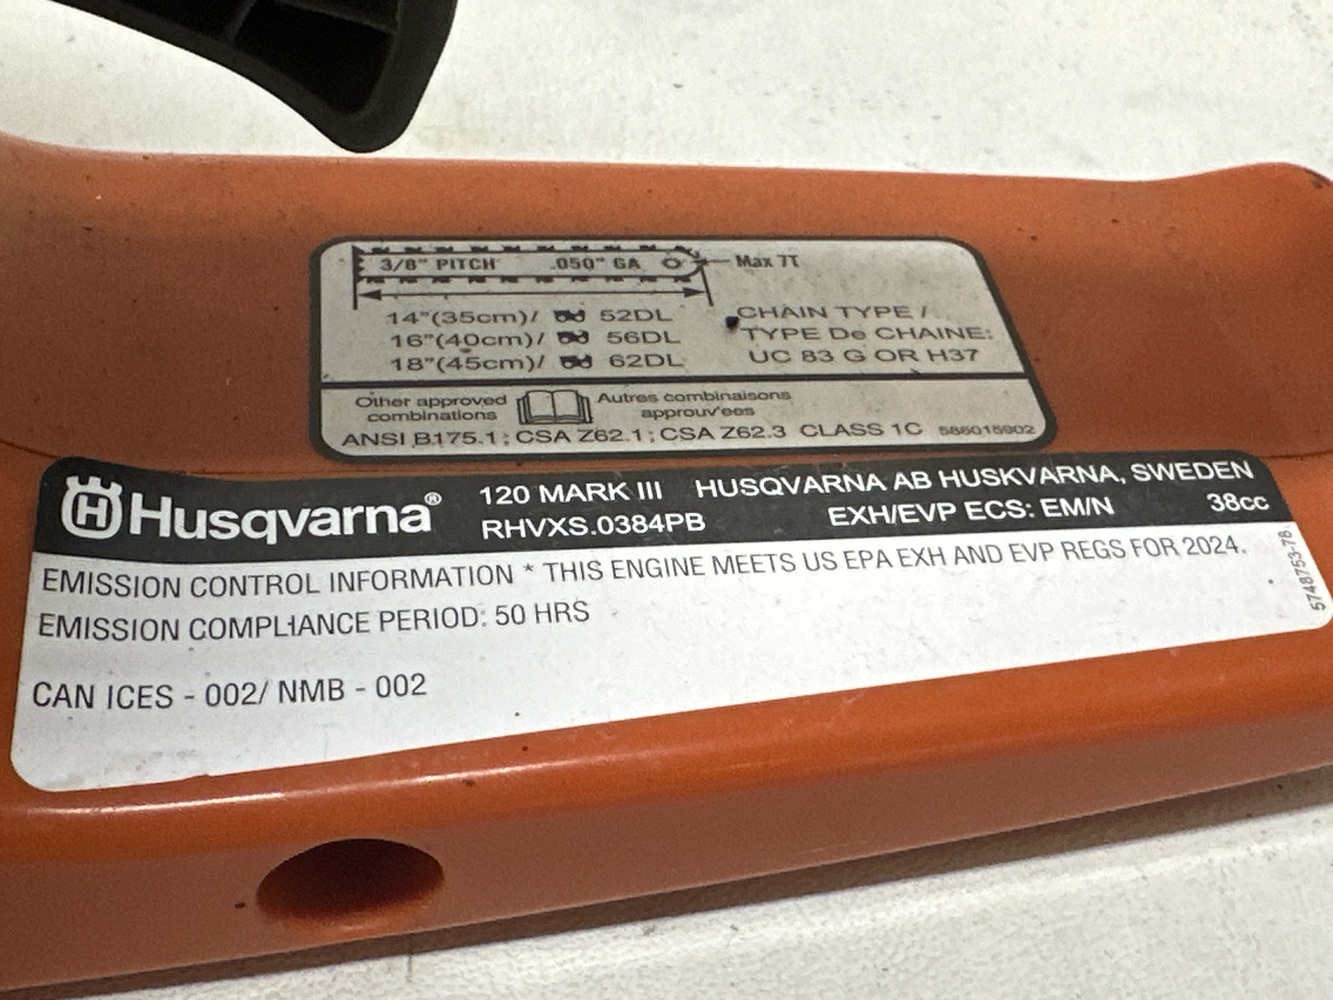 3/8" PITCH .050" GA Max 7T
14"(35cm)/ 52DL
16"(40cm)/ 56DL
18"(45cm)/ 62DL
CHAIN TYPE /
TYPE De CHAINE:
UC 83 G OR H37
Other approved
combinations
Autres combinaisons
approuv'ees
ANSI B175.1; CSA Z62.1; CSA Z62.3 CLASS 1C 586015902
H Husqvarna®
120 MARK III HUSQVARNA AB HUSKVARNA, SWEDEN
RHVXS.0384PB EXH/EVP ECS: EM/N 38cc
EMISSION CONTROL INFORMATION * THIS ENGINE MEETS US EPA EXH AND EVP REGS FOR 2024.
EMISSION COMPLIANCE PERIOD: 50 HRS
CAN ICES - 002/ NMB - 002
5748753-76